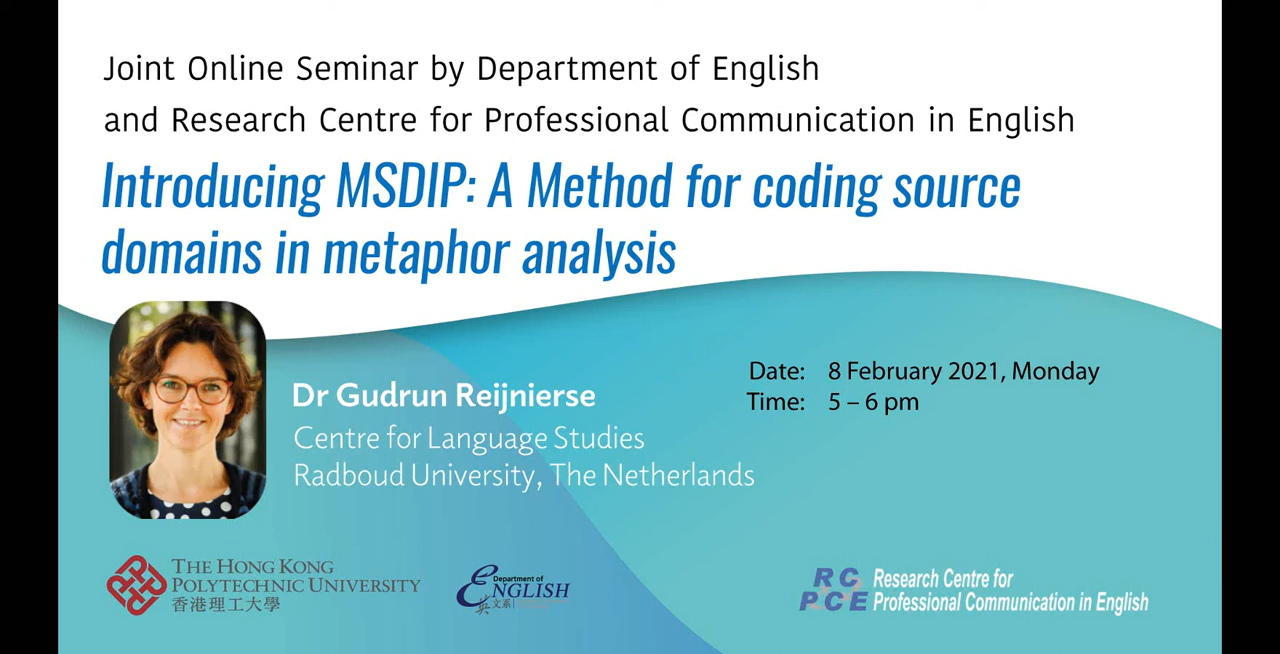 Joint Online Seminar by Department of English
and Research Centre for Professional Communication in English
Introducing MSDIP: A Method for coding source
domains in metaphor analysis
Dr Gudrun Reijnierse
Centre for Language Studies
Radboud University, The Netherlands
Date: 8 February 2021, Monday
Time: 5 – 6 pm
THE HONG KONG
POLYTECHNIC UNIVERSITY
香港理工大學
Department of
ENGLISH
英文系
RC
PCE
Research Centre for
Professional Communication in English